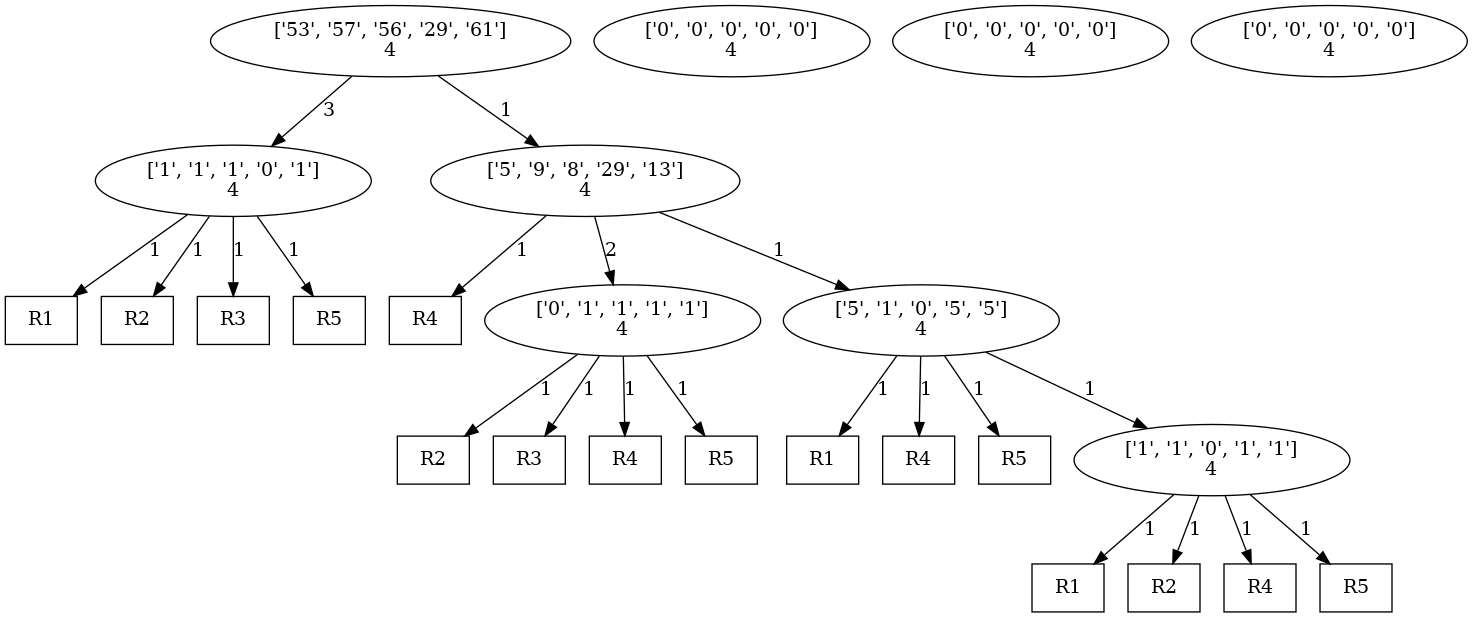 ['53', '57', '56', '29', '61']
4
['0', '0', '0', '0', '0']
4
['0', '0', '0', '0', '0']
4
['0', '0', '0', '0', '0']
4
3
1
['1', '1', '1', '0', '1']
4
['5', '9', '8', '29', '13']
4
1
1
1
1
1
2
1
R1
R2
R3
R5
R4
['0', '1', '1', '1', '1']
4
['5', '1', '0', '5', '5']
4
1
1
1
1
1
1
1
1
R2
R3
R4
R5
R1
R4
R5
['1', '1', '0', '1', '1']
4
1
1
1
1
R1
R2
R4
R5